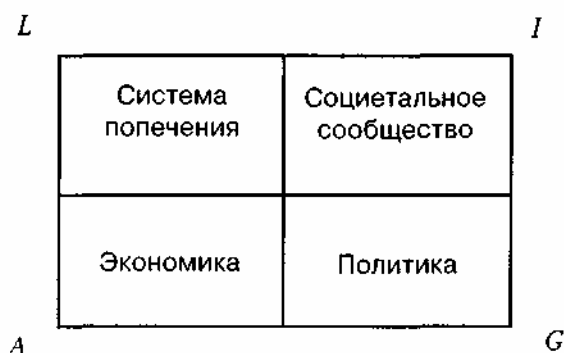 L I
Система Социетальное
попечения сообщество
Экономика Политика
A G